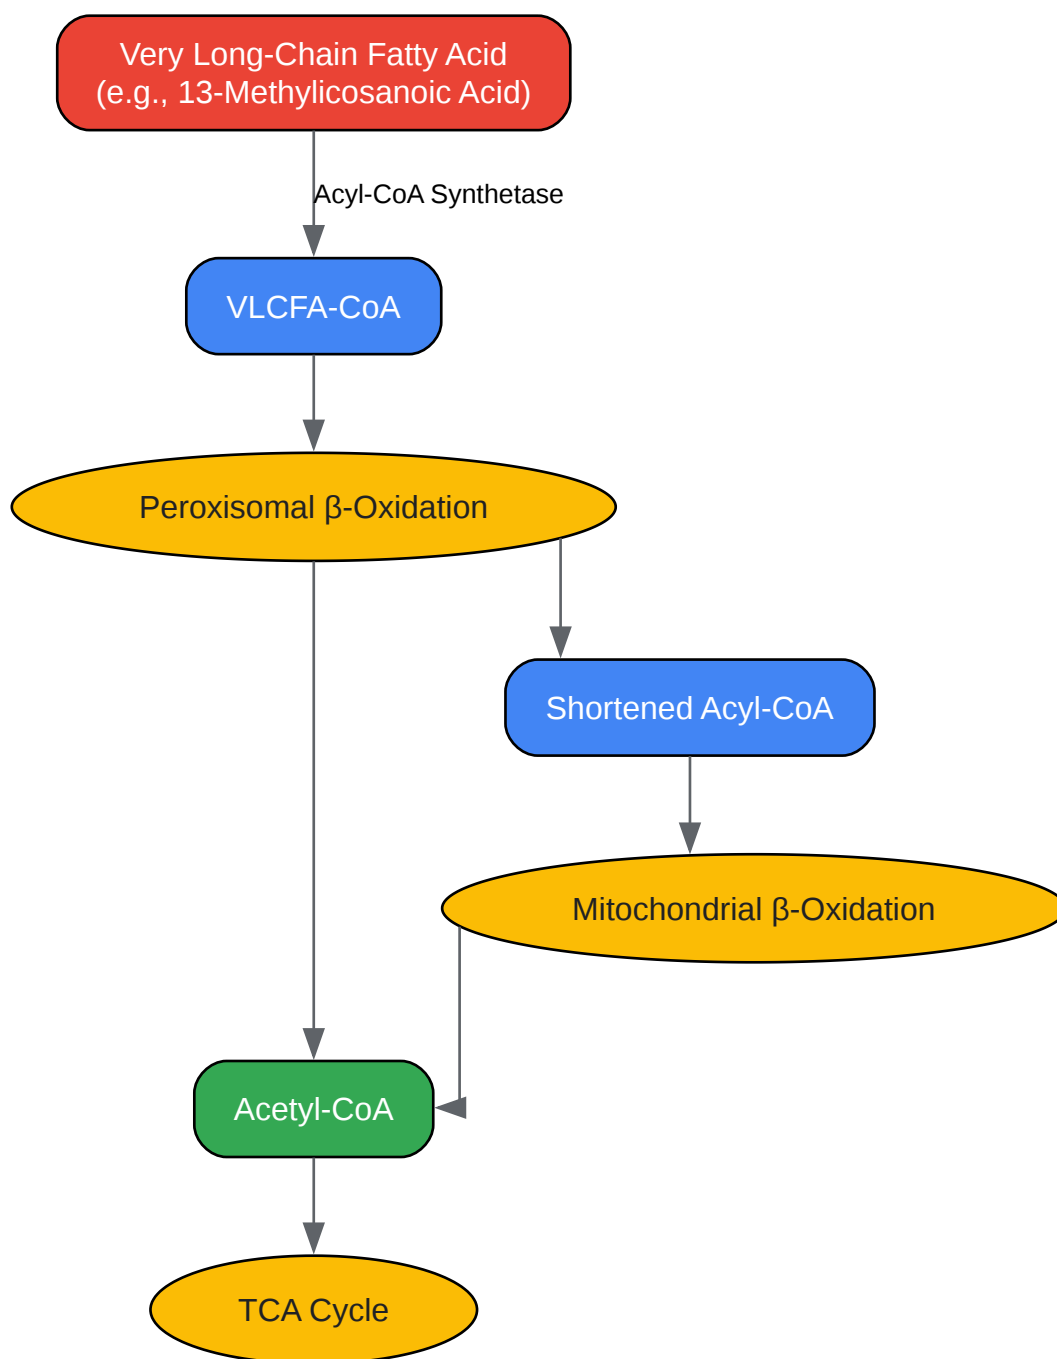 Very Long-Chain Fatty Acid
(e.g., 13-Methylicosanoic Acid)
Acyl-CoA Synthetase
VLCFA-CoA
Peroxisomal β-Oxidation
Shortened Acyl-CoA
Mitochondrial β-Oxidation
Acetyl-CoA
TCA Cycle